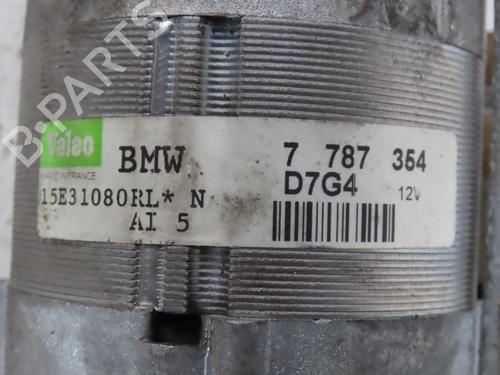 B-PARTS
Valeo
BMW
7 787 354
MADE IN FRANCE
D7G4
12V
15E31080RL* N
AI 5